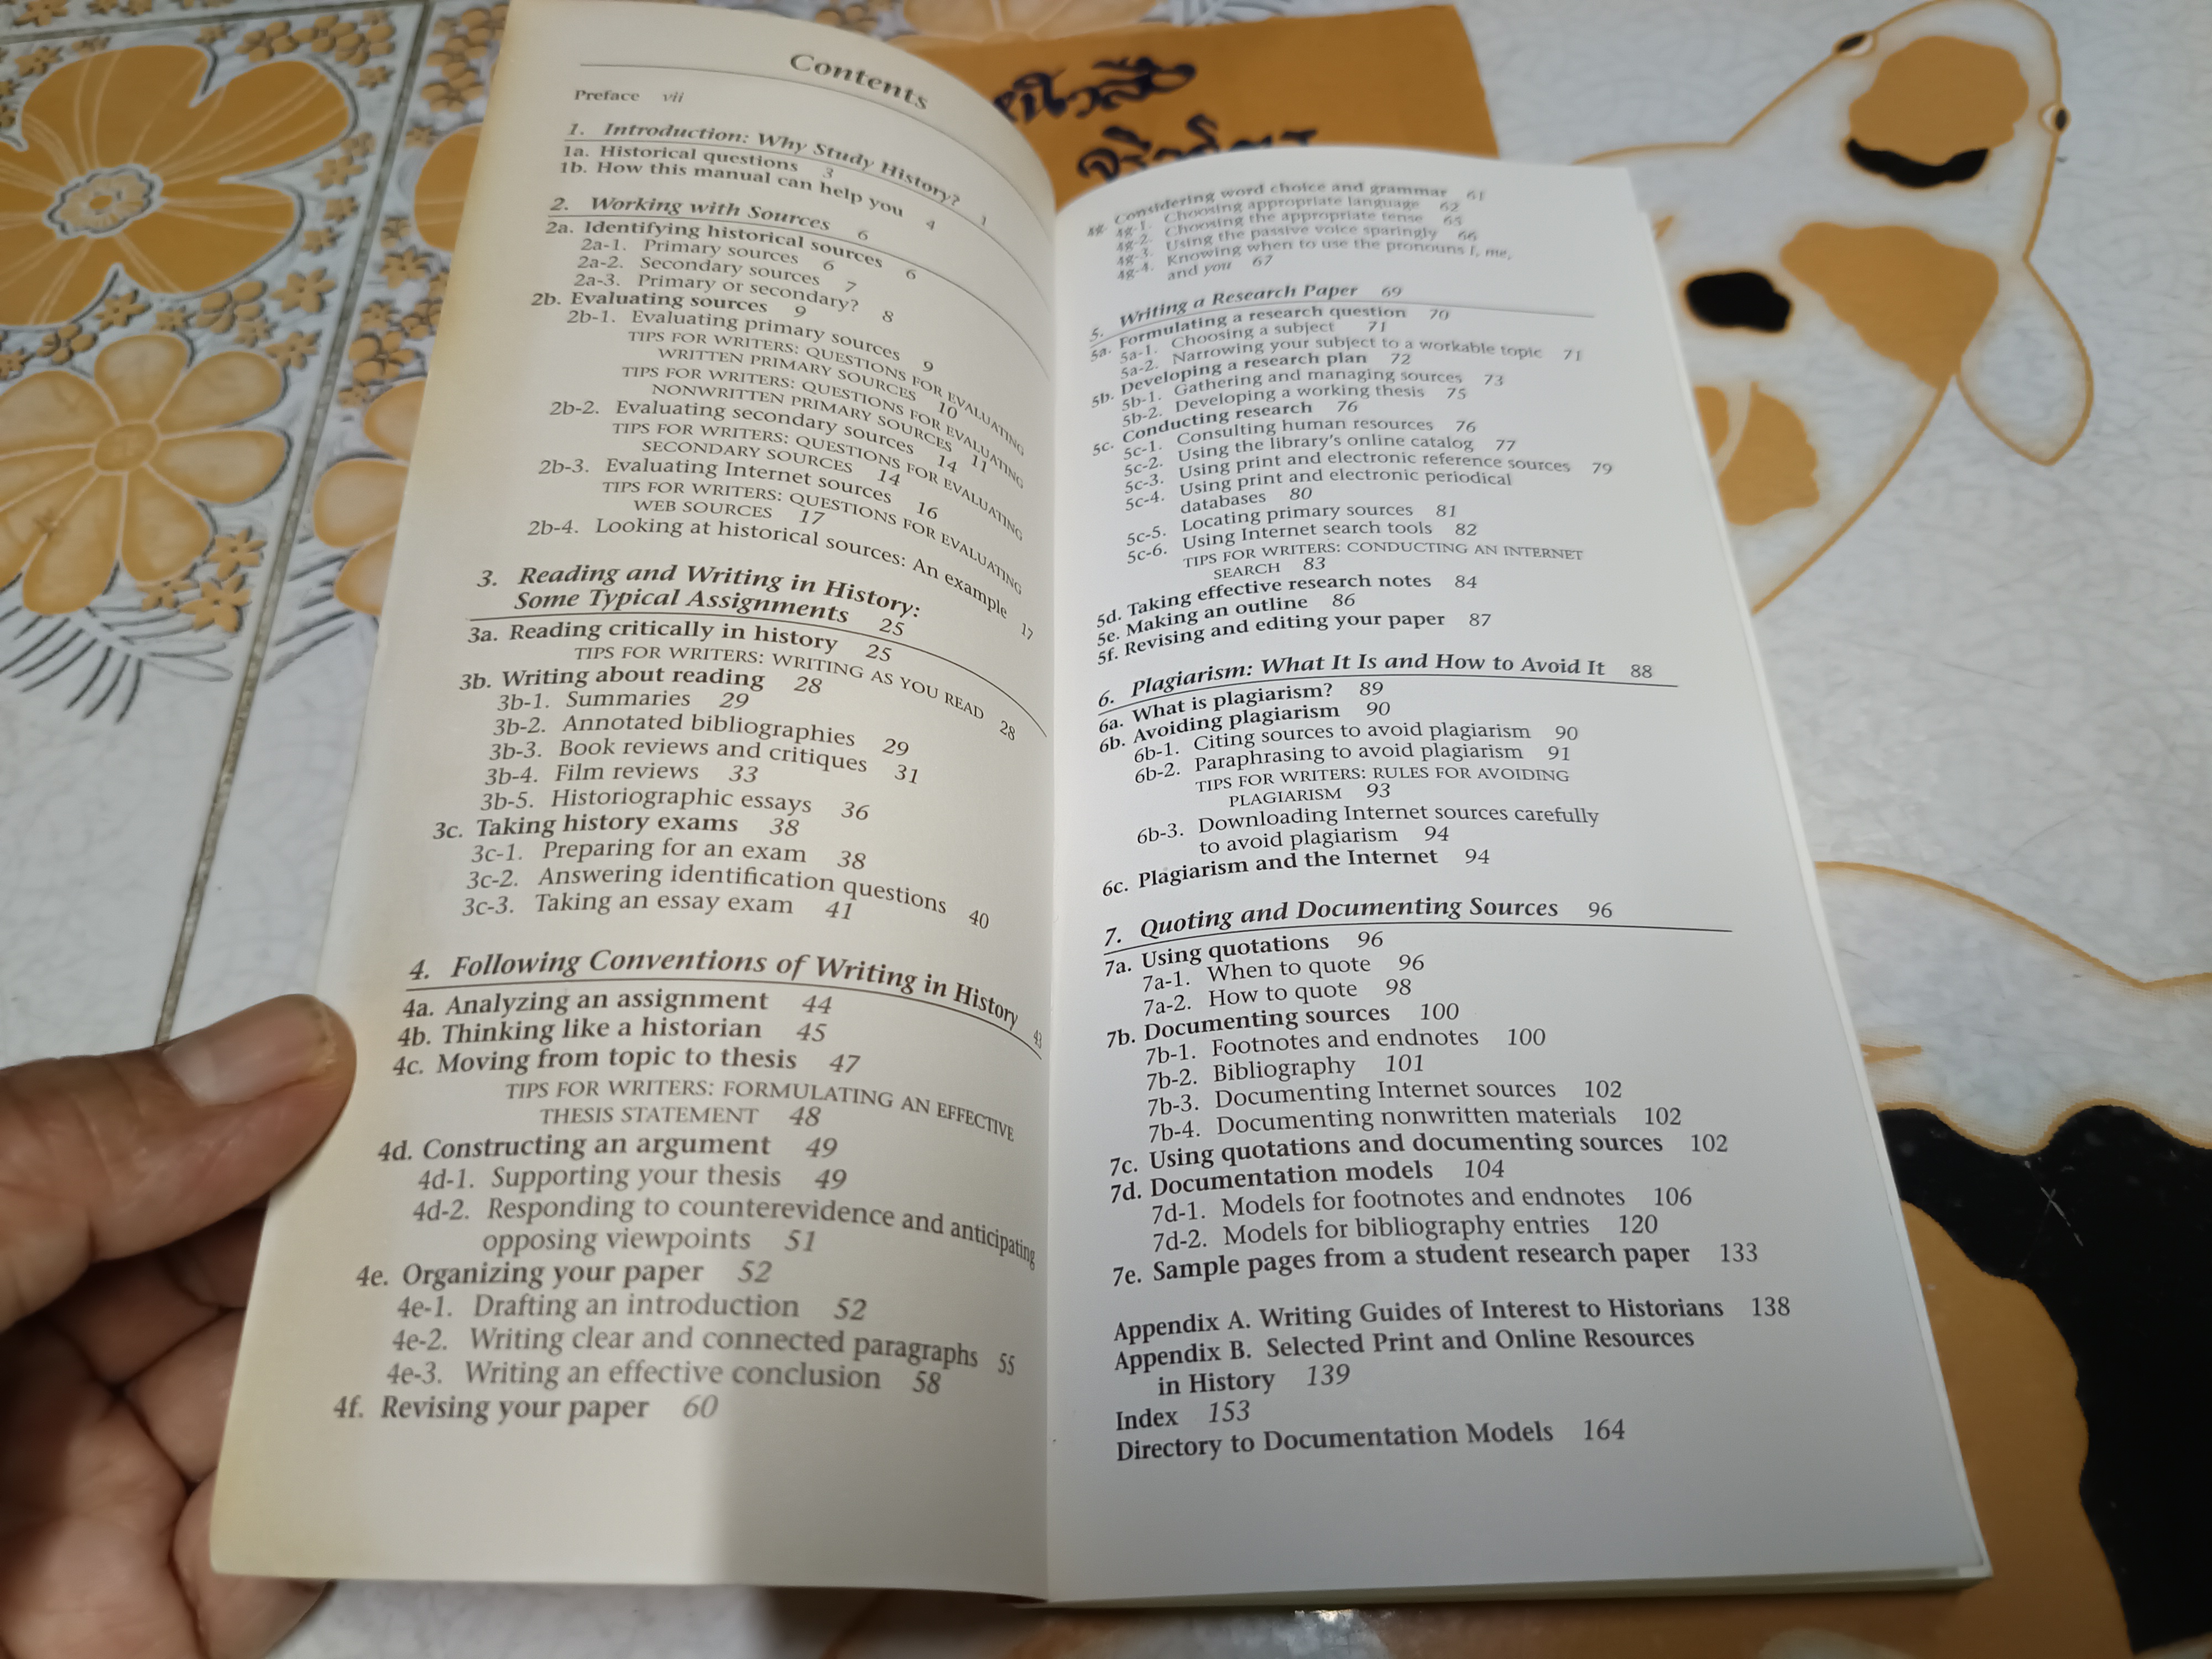 Contents
Preface vii
1. Introduction: Why Study History? 1
1a. Historical questions 3
1b. How this manual can help you 4
2. Working with Sources 6
2a. Identifying historical sources 6
2a-1. Primary sources 6
2a-2. Secondary sources 7
2a-3. Primary or secondary? 8
2b. Evaluating sources 9
2b-1. Evaluating primary sources 9
TIPS FOR WRITERS: QUESTIONS FOR EVALUATING
WRITTEN PRIMARY SOURCES 10
TIPS FOR WRITERS: QUESTIONS FOR EVALUATING
NONWRITTEN PRIMARY SOURCES 11
2b-2. Evaluating secondary sources 14
TIPS FOR WRITERS: QUESTIONS FOR EVALUATING
SECONDARY SOURCES 14
2b-3. Evaluating Internet sources 16
TIPS FOR WRITERS: QUESTIONS FOR EVALUATING
WEB SOURCES 17
2b-4. Looking at historical sources: An example 17
3. Reading and Writing in History:
Some Typical Assignments 25
3a. Reading critically in history 25
TIPS FOR WRITERS: WRITING AS YOU READ 28
3b. Writing about reading 28
3b-1. Summaries 29
3b-2. Annotated bibliographies 29
3b-3. Book reviews and critiques 31
3b-4. Film reviews 33
3b-5. Historiographic essays 36
3c. Taking history exams 38
3c-1. Preparing for an exam 38
3c-2. Answering identification questions 40
3c-3. Taking an essay exam 41
4. Following Conventions of Writing in History 43
4a. Analyzing an assignment 44
4b. Thinking like a historian 45
4c. Moving from topic to thesis 47
TIPS FOR WRITERS: FORMULATING AN EFFECTIVE
THESIS STATEMENT 48
4d. Constructing an argument 49
4d-1. Supporting your thesis 49
4d-2. Responding to counterevidence and anticipating
opposing viewpoints 51
4e. Organizing your paper 52
4e-1. Drafting an introduction 52
4e-2. Writing clear and connected paragraphs 55
4e-3. Writing an effective conclusion 58
4f. Revising your paper 60
4g. Considering word choice and grammar 61
4g-1. Choosing appropriate language 62
4g-2. Choosing the appropriate tense 65
4g-3. Using the passive voice sparingly 66
4g-4. Knowing when to use the pronouns I, me,
and you 67
5. Writing a Research Paper 69
5a. Formulating a research question 70
5a-1. Choosing a subject 71
5a-2. Narrowing your subject to a workable topic 71
5b. Developing a research plan 72
5b-1. Gathering and managing sources 73
5b-2. Developing a working thesis 75
5c. Conducting research 76
5c-1. Consulting human resources 76
5c-2. Using the library's online catalog 77
5c-3. Using print and electronic reference sources 79
5c-4. Using print and electronic periodical
databases 80
5c-5. Locating primary sources 81
5c-6. Using Internet search tools 82
TIPS FOR WRITERS: CONDUCTING AN INTERNET
SEARCH 83
5d. Taking effective research notes 84
5e. Making an outline 86
5f. Revising and editing your paper 87
6. Plagiarism: What It Is and How to Avoid It 88
6a. What is plagiarism? 89
6b. Avoiding plagiarism 90
6b-1. Citing sources to avoid plagiarism 90
6b-2. Paraphrasing to avoid plagiarism 91
TIPS FOR WRITERS: RULES FOR AVOIDING
PLAGIARISM 93
6b-3. Downloading Internet sources carefully
to avoid plagiarism 94
6c. Plagiarism and the Internet 94
7. Quoting and Documenting Sources 96
7a. Using quotations 96
7a-1. When to quote 96
7a-2. How to quote 98
7b. Documenting sources 100
7b-1. Footnotes and endnotes 100
7b-2. Bibliography 101
7b-3. Documenting Internet sources 102
7b-4. Documenting nonwritten materials 102
7c. Using quotations and documenting sources 102
7d. Documentation models 104
7d-1. Models for footnotes and endnotes 106
7d-2. Models for bibliography entries 120
7e. Sample pages from a student research paper 133
Appendix A. Writing Guides of Interest to Historians 138
Appendix B. Selected Print and Online Resources
in History 139
Index 153
Directory to Documentation Models 164